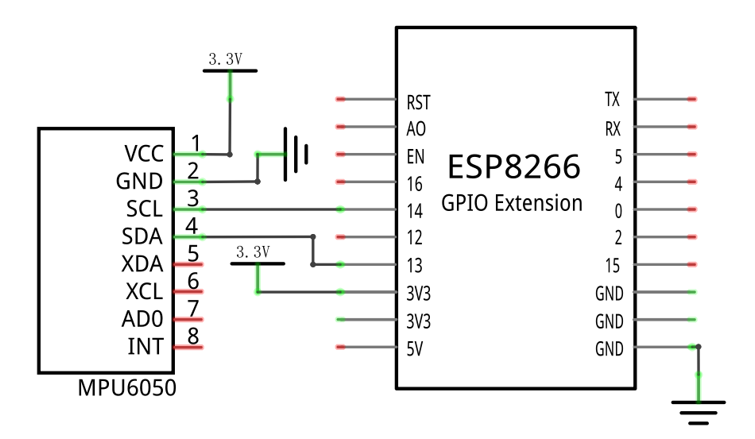 3.3V
VCC 1
GND 2
SCL 3
SDA 4
XDA 5
XCL 6
AD0 7
INT 8
MPU6050
3.3V
ESP8266
GPIO Extension
RST TX
AO RX
EN 5
16 4
14 0
12 2
13 15
3V3 GND
3V3 GND
5V GND